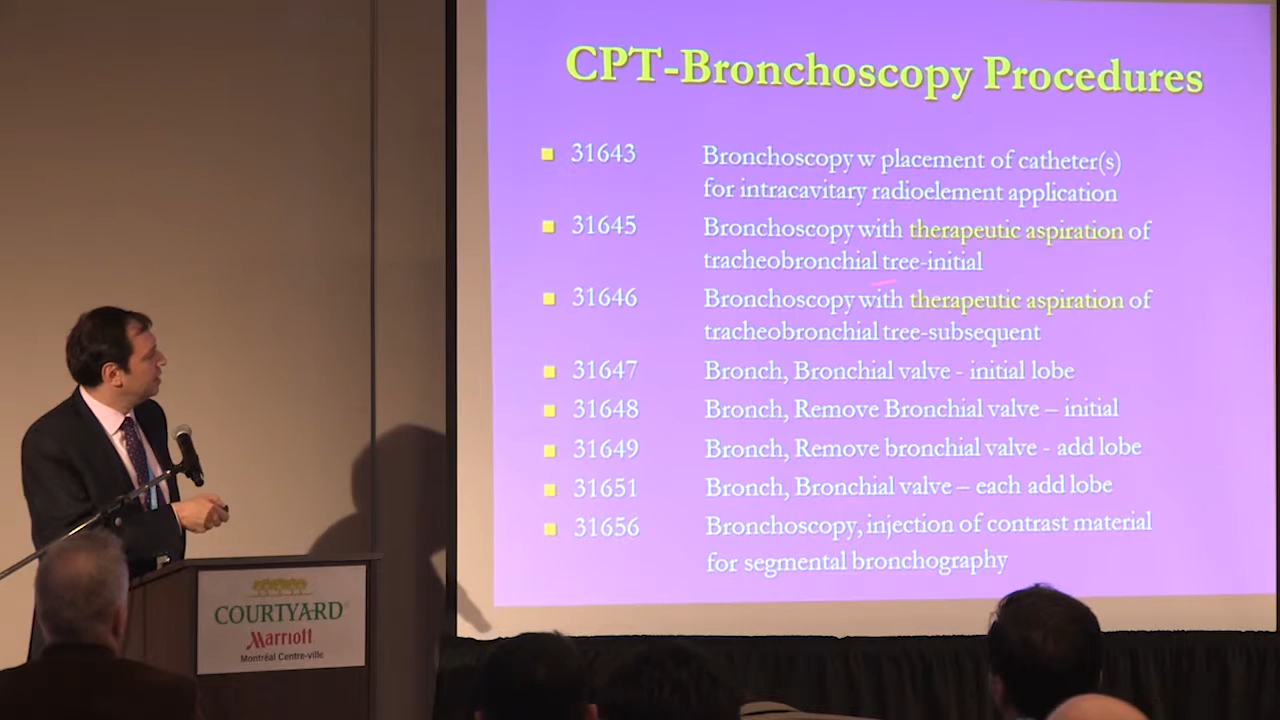 CPT-Bronchoscopy Procedures
31643 Bronchoscopy w placement of catheter(s)
for intracavitary radioelement application
31645 Bronchoscopy with therapeutic aspiration of
tracheobronchial tree-initial
31646 Bronchoscopy with therapeutic aspiration of
tracheobronchial tree-subsequent
31647 Bronch, Bronchial valve - initial lobe
31648 Bronch, Remove Bronchial valve – initial
31649 Bronch, Remove bronchial valve - add lobe
31651 Bronch, Bronchial valve – each add lobe
31656 Bronchoscopy, injection of contrast material
for segmental bronchography
COURTYARD®
Marriott
Montréal Centre-ville